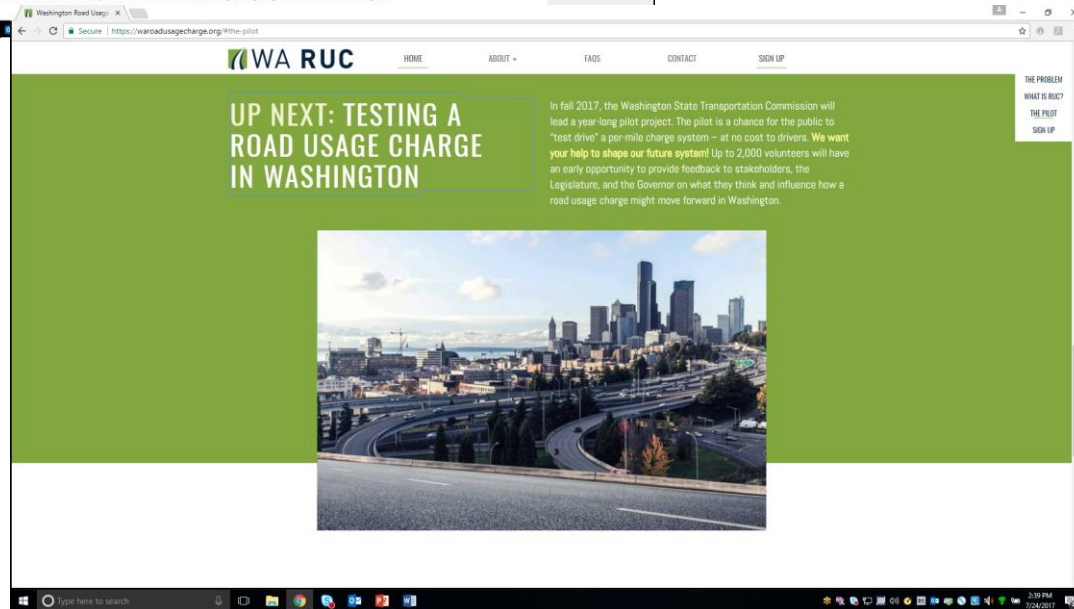 Washington Road Usage
Secure https://waroadusagecharge.org/#the-pilot
WA RUC
HOME
ABOUT
FAQS
CONTACT
SIGN UP
THE PROBLEM
WHAT IS RUC?
THE PILOT
SIGN UP
UP NEXT: TESTING A
ROAD USAGE CHARGE
IN WASHINGTON
In fall 2017, the Washington State Transportation Commission will
lead a year-long pilot project. The pilot is a chance for the public to
"test drive" a per-mile charge system – at no cost to drivers. We want
your help to shape our future system! Up to 2,000 volunteers will have
an early opportunity to provide feedback to stakeholders, the
Legislature, and the Governor on what they think and influence how a
road usage charge might move forward in Washington.
Type here to search
2:39 PM
7/24/2017